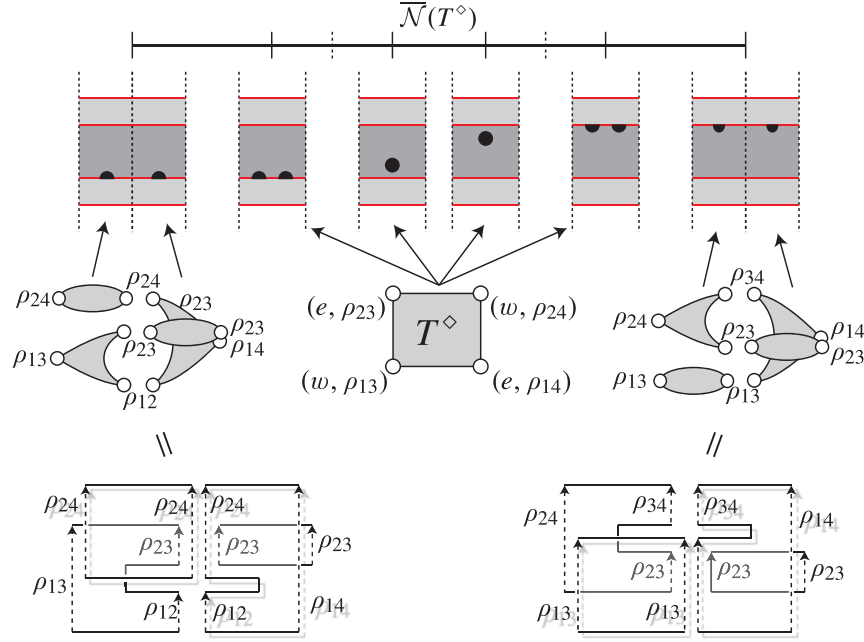 𝒩̅(T^◇)
ρ₂₄ ρ₂₄ ρ₂₃ ρ₂₃ ρ₁₄
ρ₁₃ ρ₂₃ ρ₁₂
(e, ρ₂₃) (w, ρ₂₄)
T^◇
(w, ρ₁₃) (e, ρ₁₄)
ρ₃₄ ρ₂₄ ρ₂₃ ρ₁₄ ρ₂₃
ρ₁₃ ρ₁₃
ρ₂₄ ρ₂₄ ρ₂₄
ρ₂₃ ρ₂₃ ρ₂₃
ρ₁₃ ρ₁₂ ρ₁₂ ρ₁₄
ρ₂₄ ρ₃₄ ρ₃₄ ρ₁₄
ρ₂₃ ρ₂₃ ρ₂₃
ρ₁₃ ρ₁₃